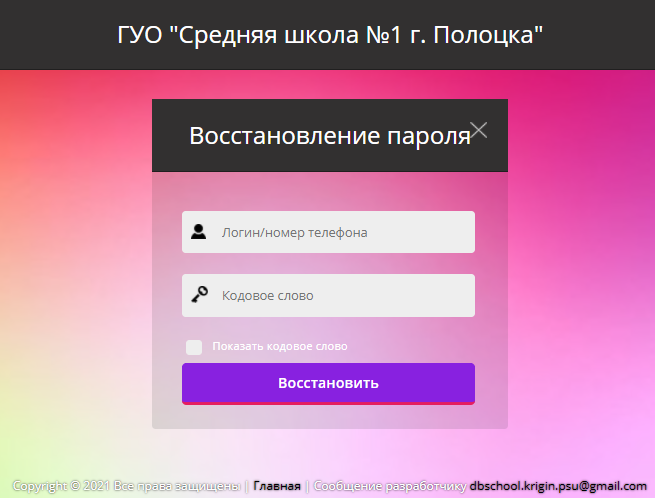 ГУО "Средняя школа №1 г. Полоцка"
Восстановление пароля
Логин/номер телефона
Кодовое слово
Показать кодовое слово
Восстановить
Copyright © 2021 Все права защищены | Главная | Сообщение разработчику dbschool.krigin.psu@gmail.com